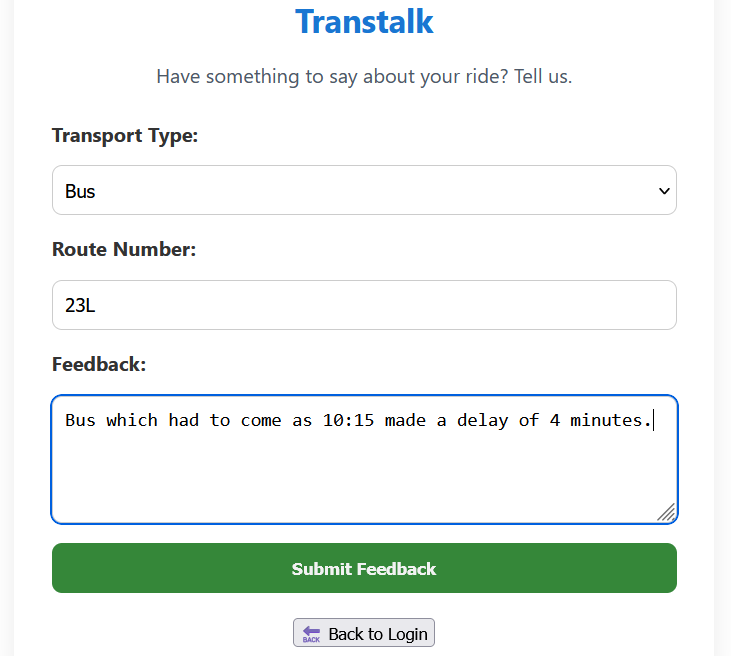 Transtalk
Have something to say about your ride? Tell us.
Transport Type:
Bus
Route Number:
23L
Feedback:
Bus which had to come as 10:15 made a delay of 4 minutes.
Submit Feedback
BACK Back to Login